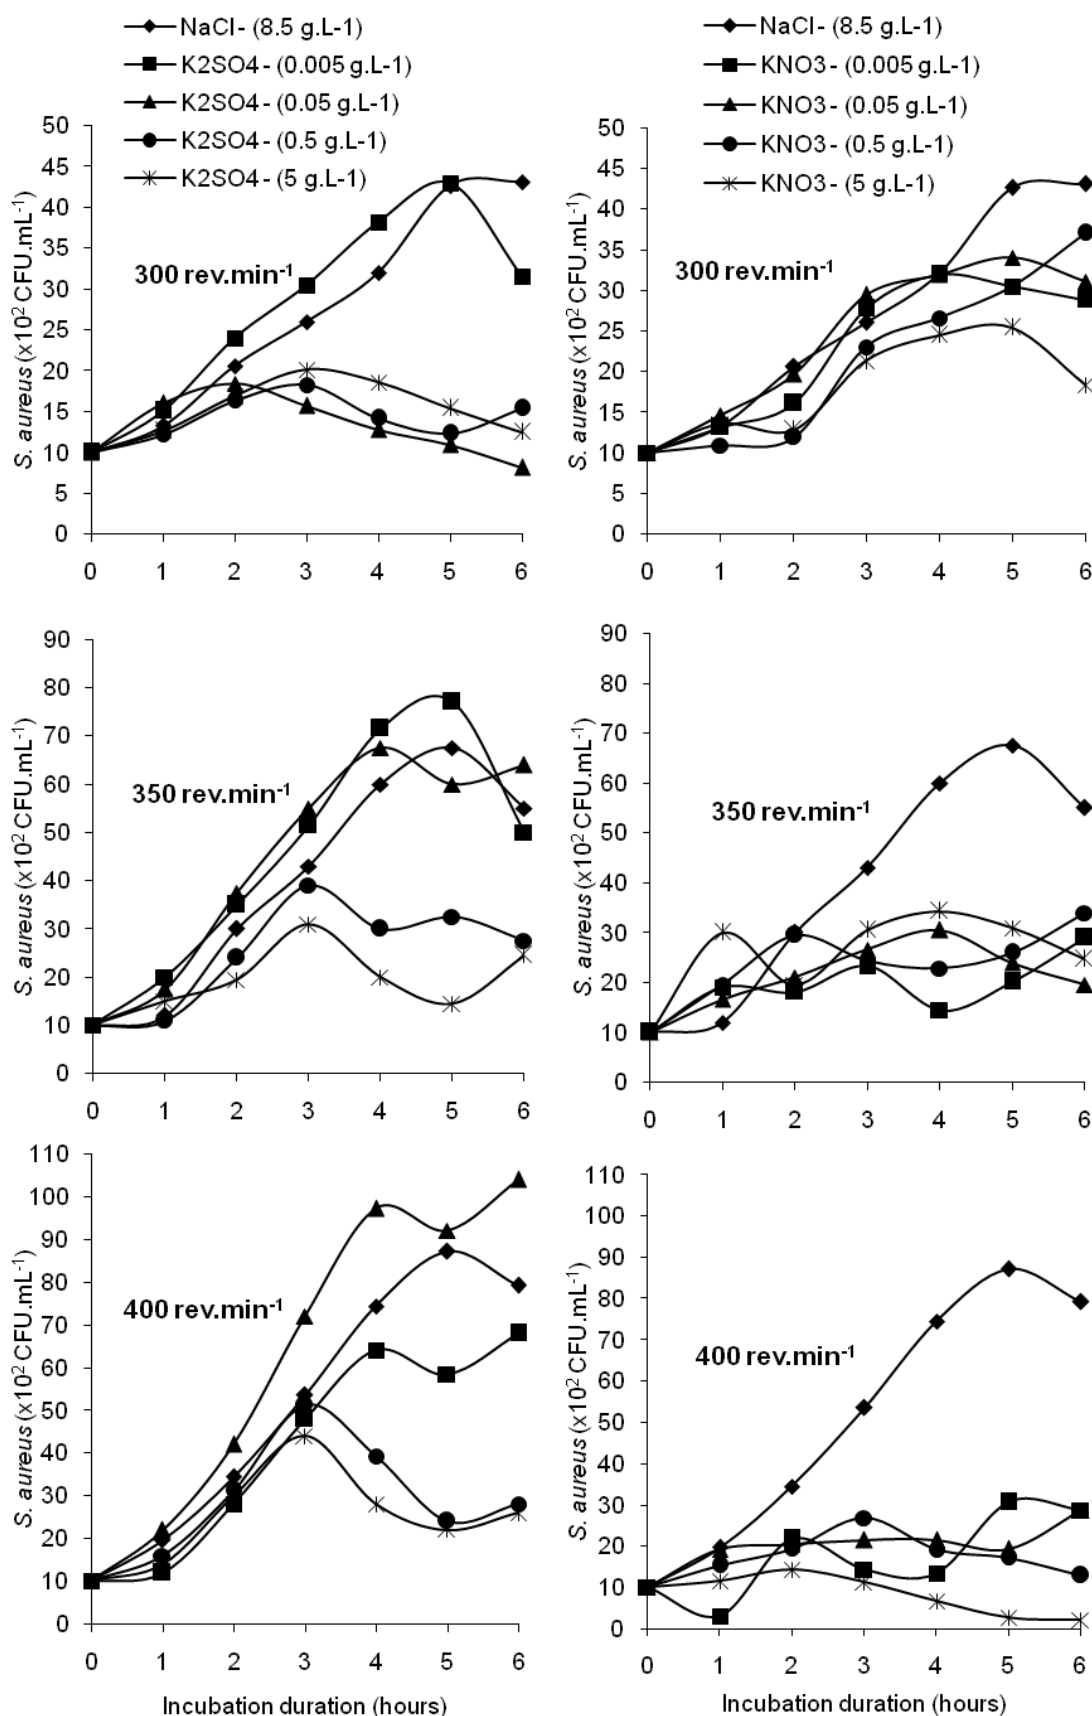 NaCl- (8.5 g.L-1)
K2SO4- (0.005 g.L-1)
K2SO4- (0.05 g.L-1)
K2SO4- (0.5 g.L-1)
K2SO4- (5 g.L-1)
50
45
40
35
30
25
20
15
10
5
0
S. aureus (x10² CFU.mL⁻¹)
300 rev.min⁻¹
0 1 2 3 4 5 6
NaCl- (8.5 g.L-1)
KNO3- (0.005 g.L-1)
KNO3- (0.05 g.L-1)
KNO3- (0.5 g.L-1)
KNO3- (5 g.L-1)
50
45
40
35
30
25
20
15
10
5
0
S. aureus (x10² CFU.mL⁻¹)
300 rev.min⁻¹
0 1 2 3 4 5 6
90
80
70
60
50
40
30
20
10
0
S. aureus (x10² CFU.mL⁻¹)
350 rev.min⁻¹
0 1 2 3 4 5 6
90
80
70
60
50
40
30
20
10
0
S. aureus (x10² CFU.mL⁻¹)
350 rev.min⁻¹
0 1 2 3 4 5 6
110
100
90
80
70
60
50
40
30
20
10
0
S. aureus (x10² CFU.mL⁻¹)
400 rev.min⁻¹
0 1 2 3 4 5 6
Incubation duration (hours)
110
100
90
80
70
60
50
40
30
20
10
0
S. aureus (x10² CFU.mL⁻¹)
400 rev.min⁻¹
0 1 2 3 4 5 6
Incubation duration (hours)